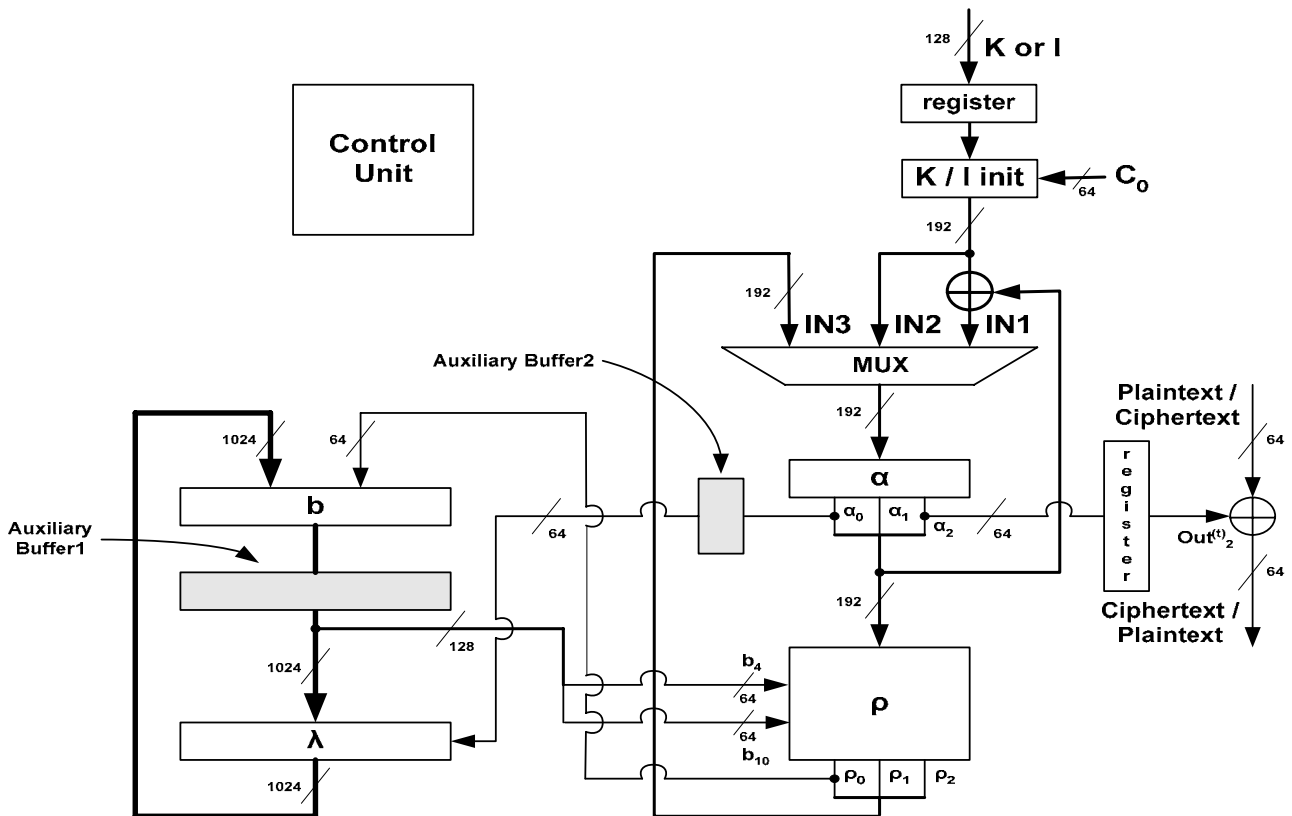 128
K or I
register
Control
Unit
K / I init
64
C0
192
192
IN3
IN2
IN1
MUX
Auxiliary Buffer2
192
Plaintext /
Ciphertext
64
1024
64
b
α
α0
α1
α2
64
64
register
Out(t)2
64
Auxiliary
Buffer1
192
Ciphertext /
Plaintext
128
1024
b4
64
ρ
64
b10
λ
1024
ρ0
ρ1
ρ2